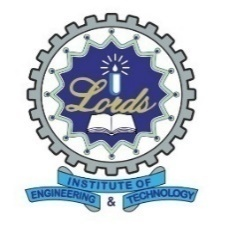 Lords
INSTITUTE OF
ENGINEERING & TECHNOLOGY